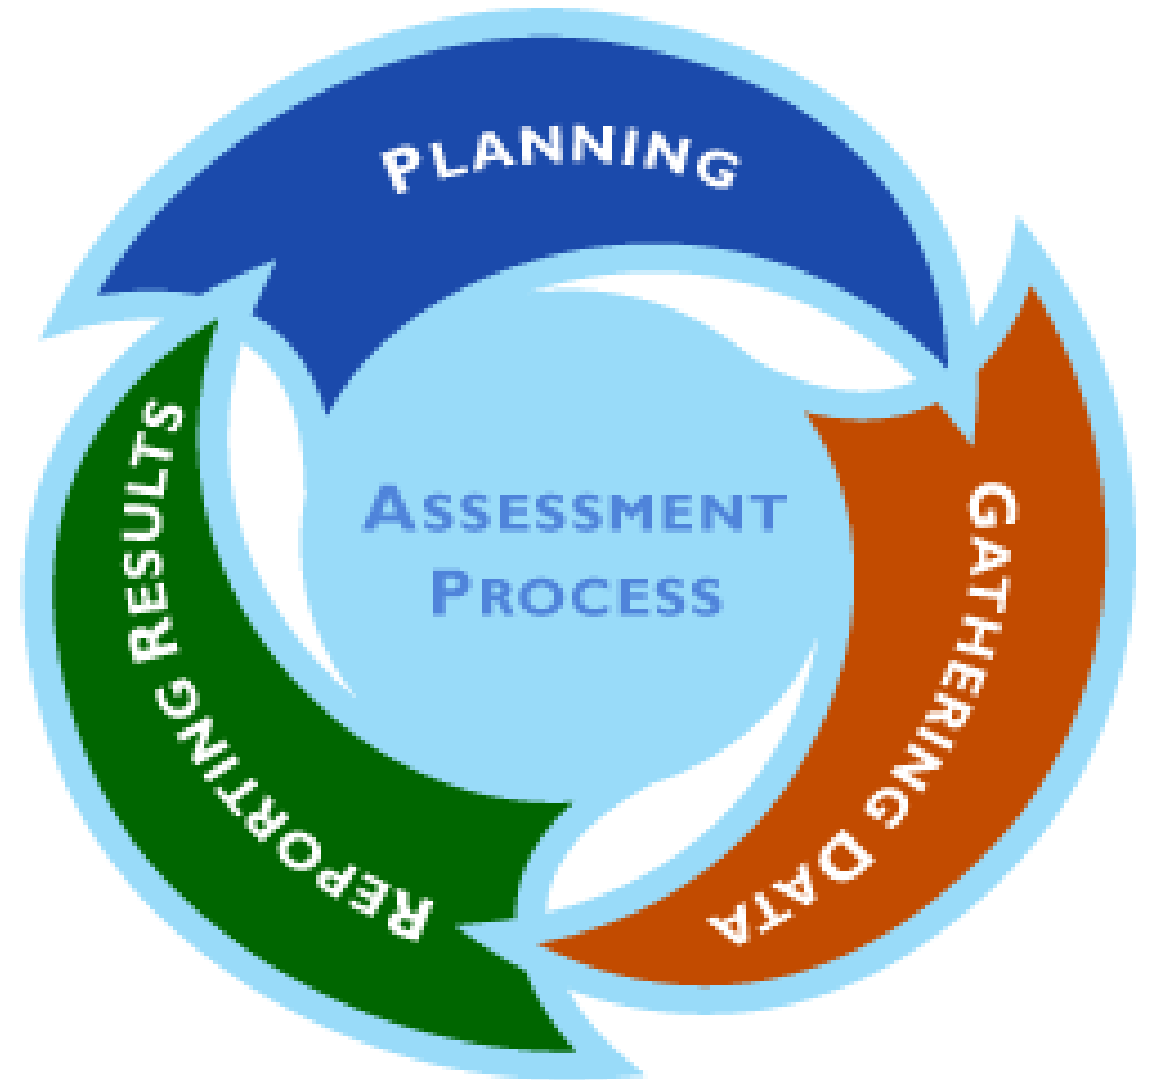 PLANNING
GATHERING DATA
REPORTING RESULTS
ASSESSMENT
PROCESS